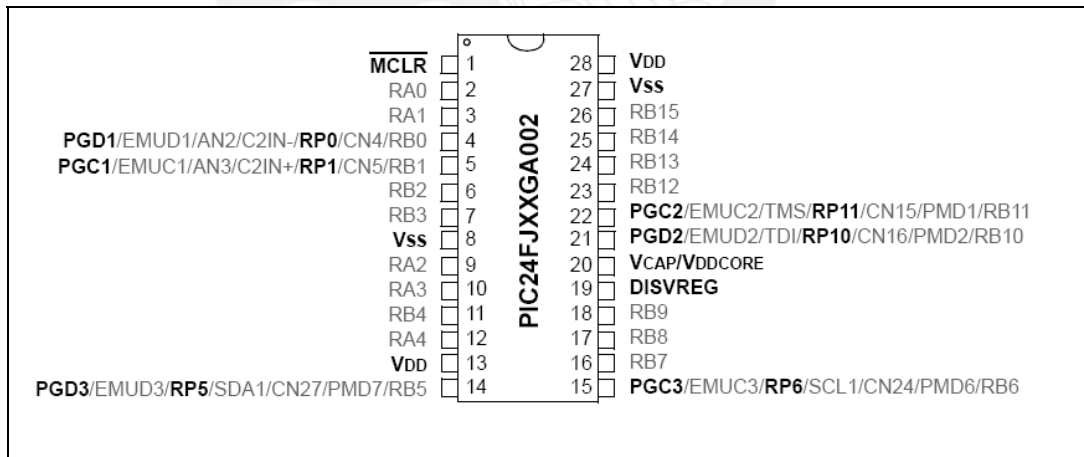 MCLR 1 28 VDD
RA0 2 27 Vss
RA1 3 26 RB15
PGD1/EMUD1/AN2/C2IN-/RP0/CN4/RB0 4 25 RB14
PGC1/EMUC1/AN3/C2IN+/RP1/CN5/RB1 5 24 RB13
RB2 6 23 RB12
RB3 7 22 PGC2/EMUC2/TMS/RP11/CN15/PMD1/RB11
Vss 8 21 PGD2/EMUD2/TDI/RP10/CN16/PMD2/RB10
RA2 9 20 VCAP/VDDCORE
RA3 10 19 DISVREG
RB4 11 18 RB9
RA4 12 17 RB8
VDD 13 16 RB7
PGD3/EMUD3/RP5/SDA1/CN27/PMD7/RB5 14 15 PGC3/EMUC3/RP6/SCL1/CN24/PMD6/RB6
PIC24FJXXGA002